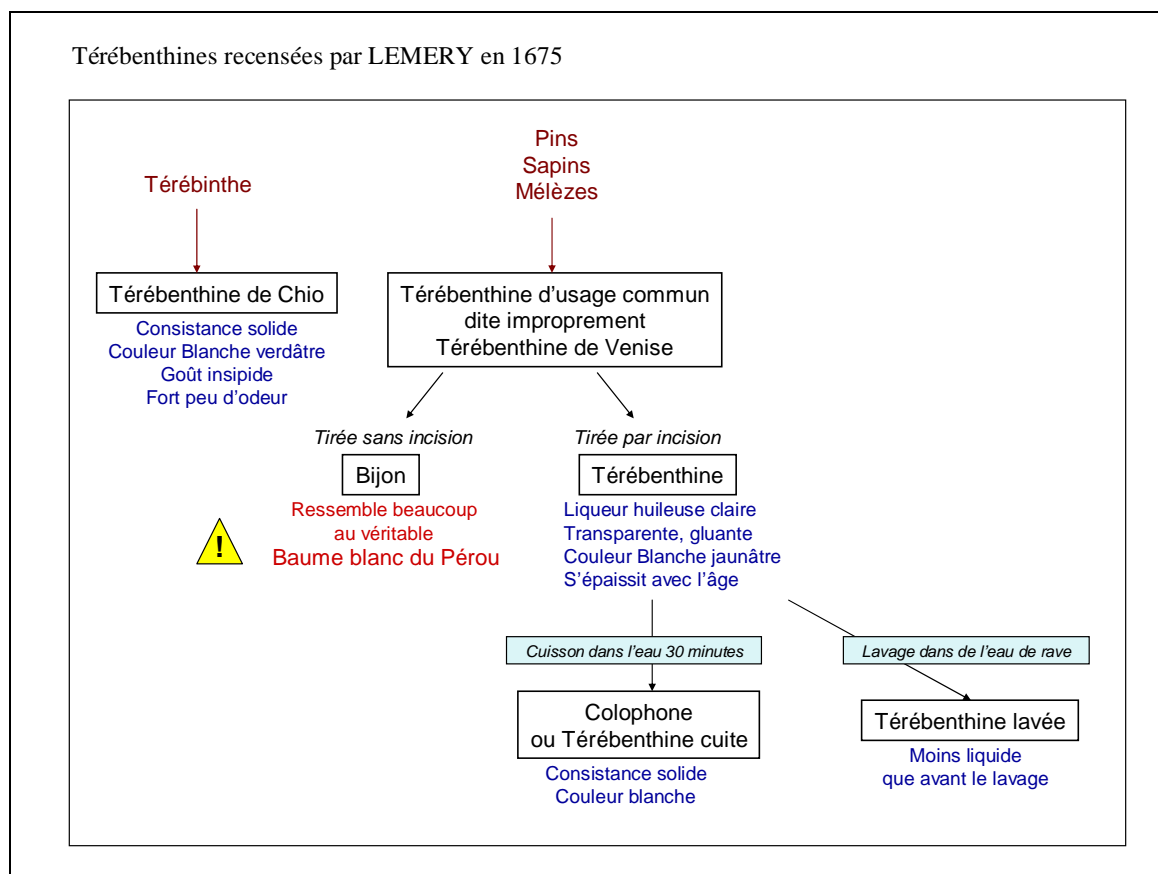 Térébenthines recensées par LEMERY en 1675
Térébinthe
Pins
Sapins
Mélèzes
Térébenthine de Chio
Consistance solide
Couleur Blanche verdâtre
Goût insipide
Fort peu d'odeur
Térébenthine d'usage commun
dite improprement
Térébenthine de Venise
Tirée sans incision
Bijon
Ressemble beaucoup
au véritable
Baume blanc du Pérou
!
Tirée par incision
Térébenthine
Liqueur huileuse claire
Transparente, gluante
Couleur Blanche jaunâtre
S'épaissit avec l'âge
Cuisson dans l'eau 30 minutes
Colophone
ou Térébenthine cuite
Consistance solide
Couleur blanche
Lavage dans de l'eau de rave
Térébenthine lavée
Moins liquide
que avant le lavage